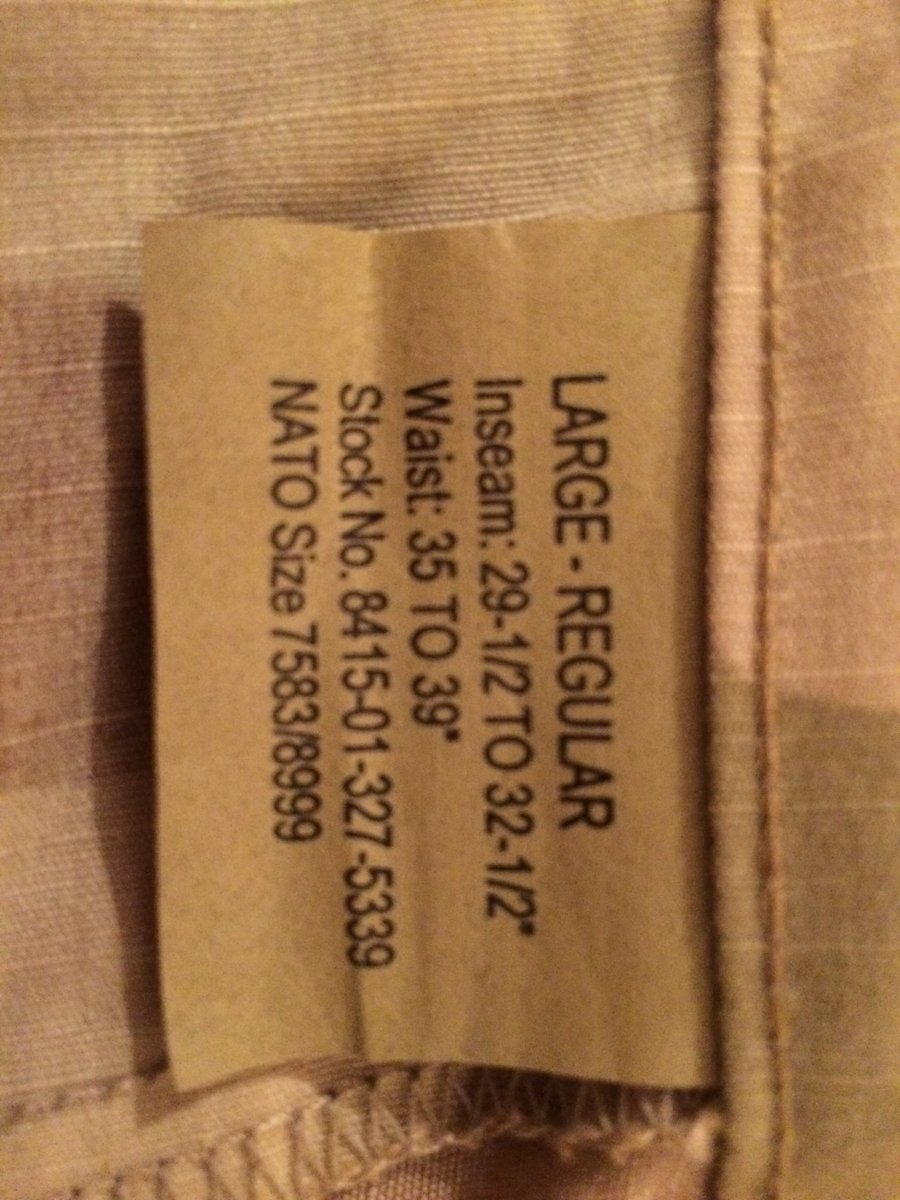 LARGE - REGULAR
Inseam: 29-1/2 TO 32-1/2"
Waist: 35 TO 39"
Stock No. 8415-01-327-5339
NATO Size 7583/8999